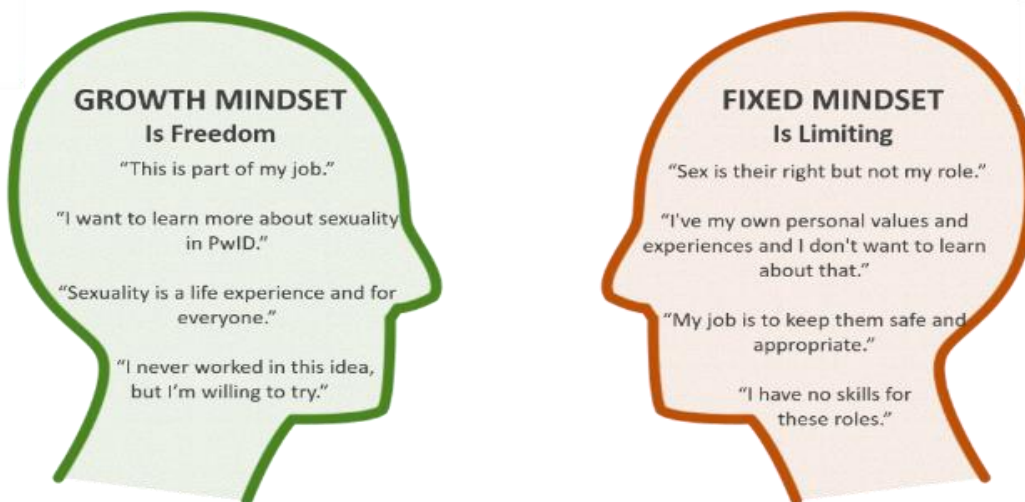 GROWTH MINDSET
Is Freedom
“This is part of my job.”
“I want to learn more about sexuality
in PwID.”
“Sexuality is a life experience and for
everyone.”
“I never worked in this idea,
but I’m willing to try.”
FIXED MINDSET
Is Limiting
“Sex is their right but not my role.”
“I've my own personal values and
experiences and I don't want to learn
about that.”
“My job is to keep them safe and
appropriate.”
“I have no skills for
these roles.”